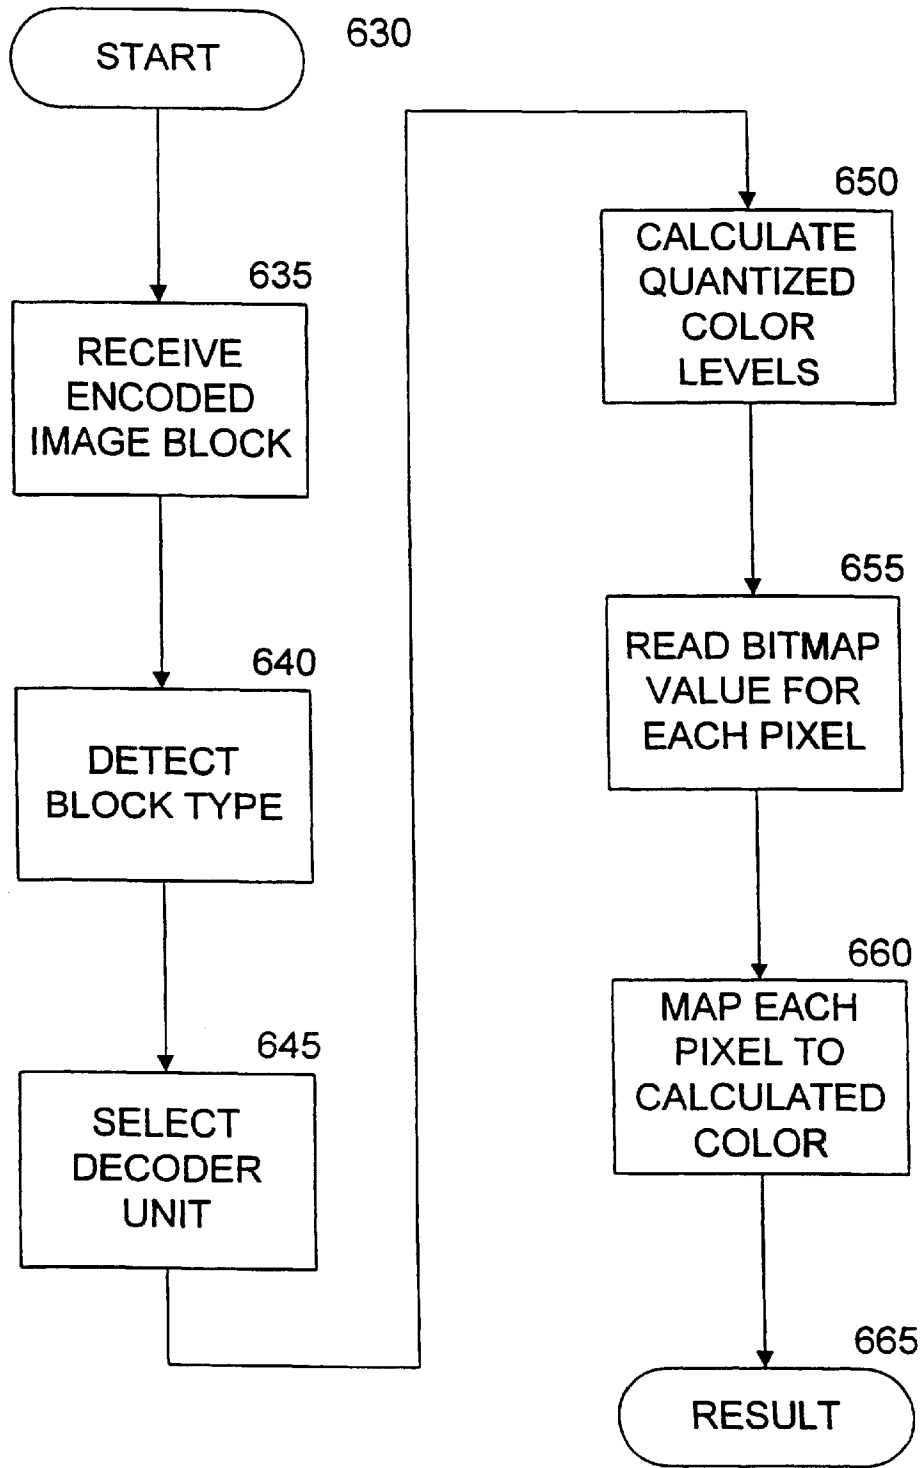 START
630
635
RECEIVE
ENCODED
IMAGE BLOCK
640
DETECT
BLOCK TYPE
645
SELECT
DECODER
UNIT
650
CALCULATE
QUANTIZED
COLOR
LEVELS
655
READ BITMAP
VALUE FOR
EACH PIXEL
660
MAP EACH
PIXEL TO
CALCULATED
COLOR
665
RESULT